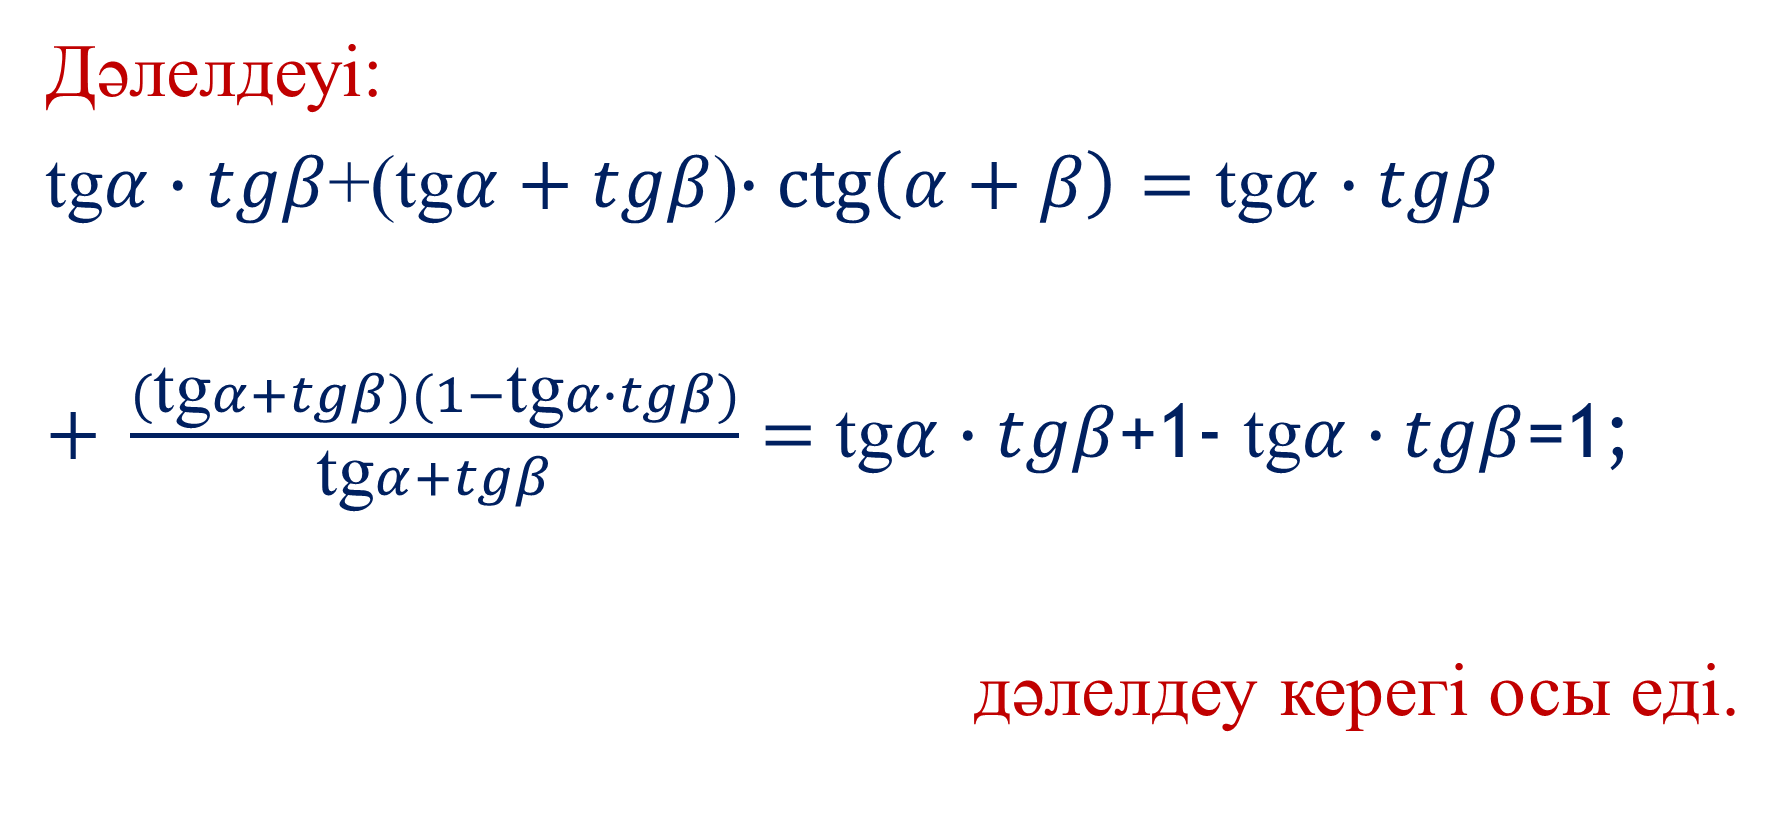 Дәлелдеуі:
tgα · tgβ+(tgα + tgβ)· ctg(α + β) = tgα · tgβ
+ (tgα+tgβ)(1−tgα·tgβ)/tgα+tgβ = tgα · tgβ+1- tgα · tgβ=1;
дәлелдеу керегі осы еді.